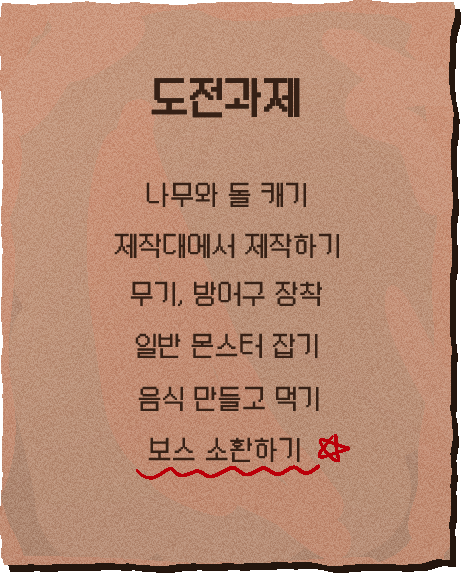 도전과제
나무와 돌 캐기
제작대에서 제작하기
무기, 방어구 장착
일반 몬스터 잡기
음식 만들고 먹기
보스 소환하기